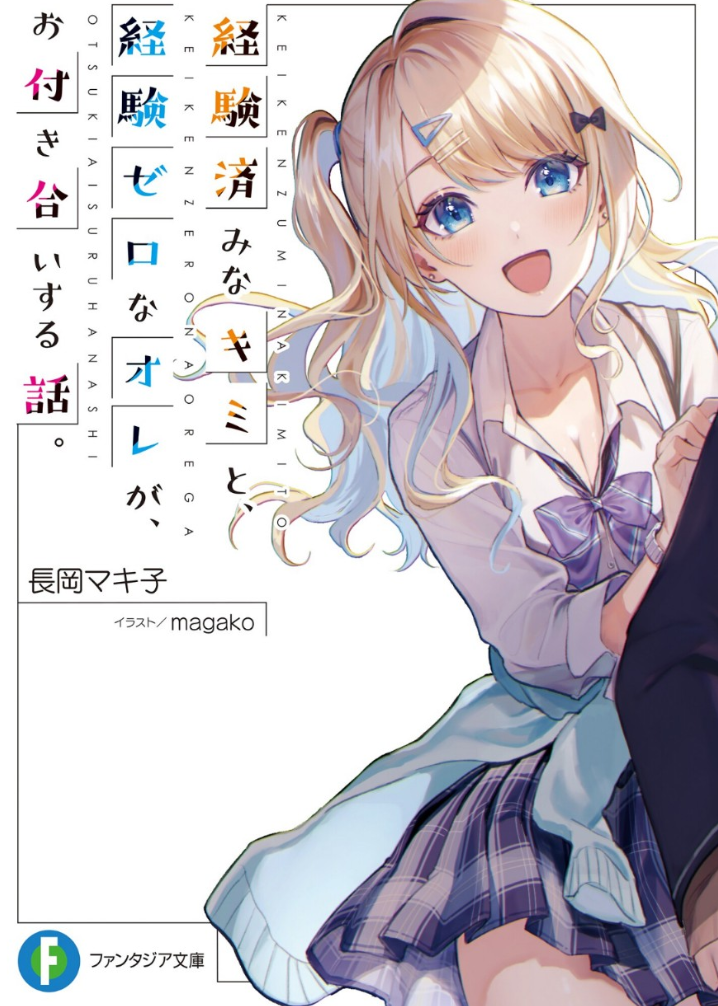 経験済みなキミと、
KEIKENZUMINAKIMITO
経験ゼロなオレが、
KEIKENZERONAOREGA
お付き合いする話。
OTSUKIAISURUHANASHI
長岡マキ子
イラスト/magako
F ファンタジア文庫